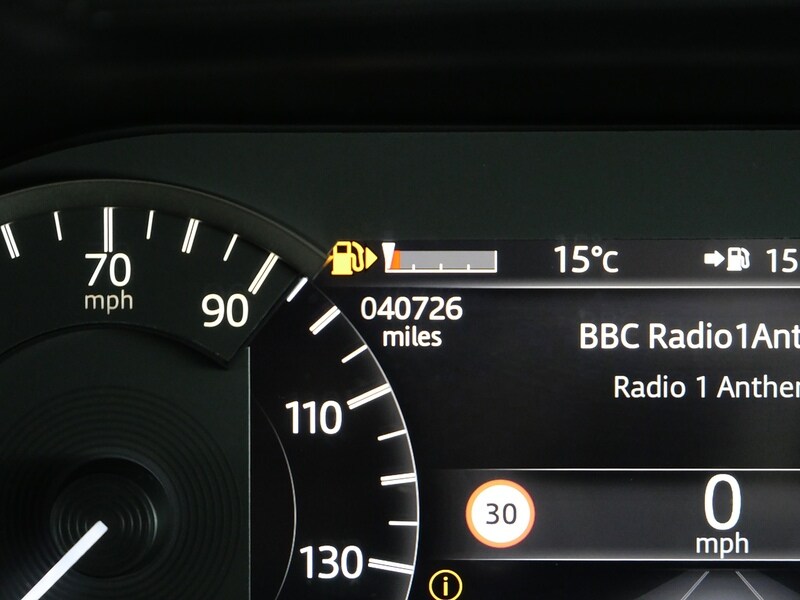 70
mph
90
110
130
15°C
15
040726
miles
BBC Radio1Ant
Radio 1 Anthe
30
0
mph
i